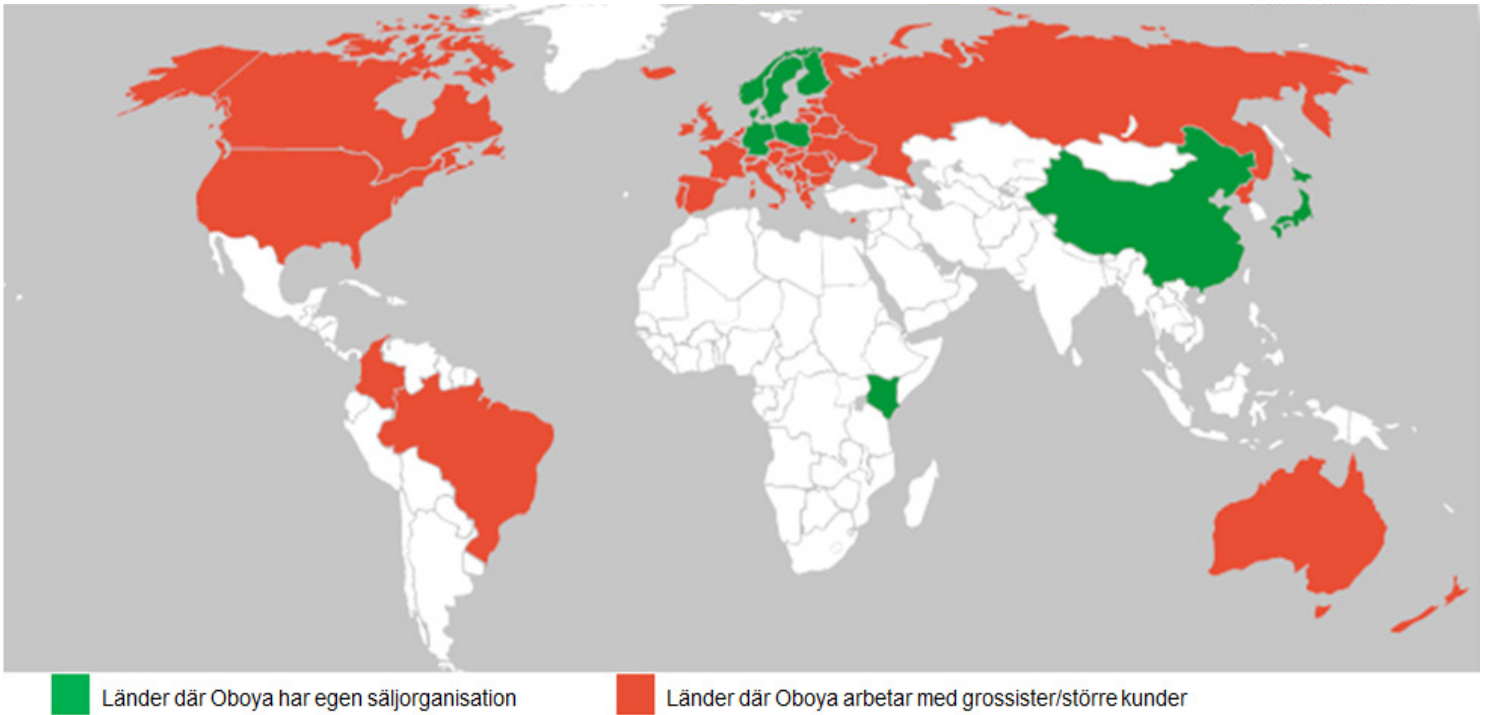 Länder där Oboya har egen säljorganisation
Länder där Oboya arbetar med grossister/större kunder